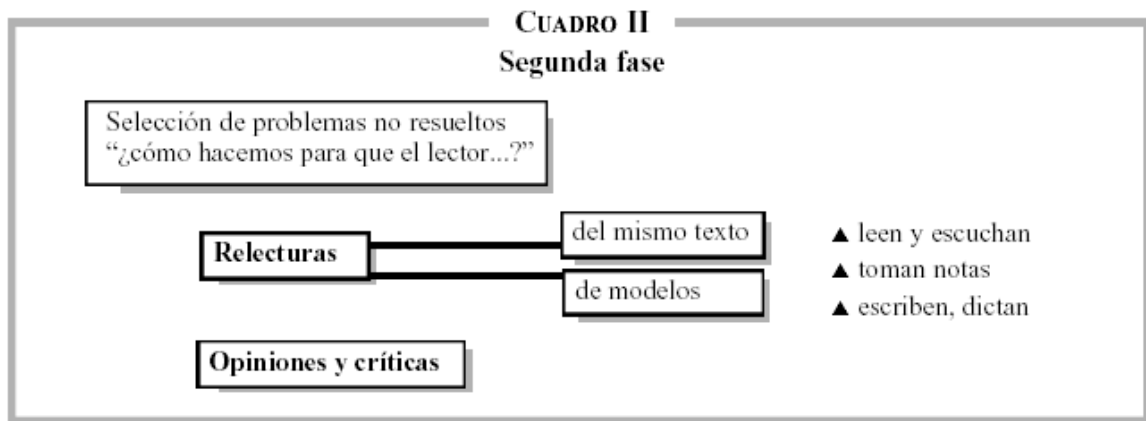 CUADRO II
Segunda fase
Selección de problemas no resueltos
“¿cómo hacemos para que el lector...?”
Relecturas
del mismo texto
de modelos
▲ leen y escuchan
▲ toman notas
▲ escriben, dictan
Opiniones y críticas